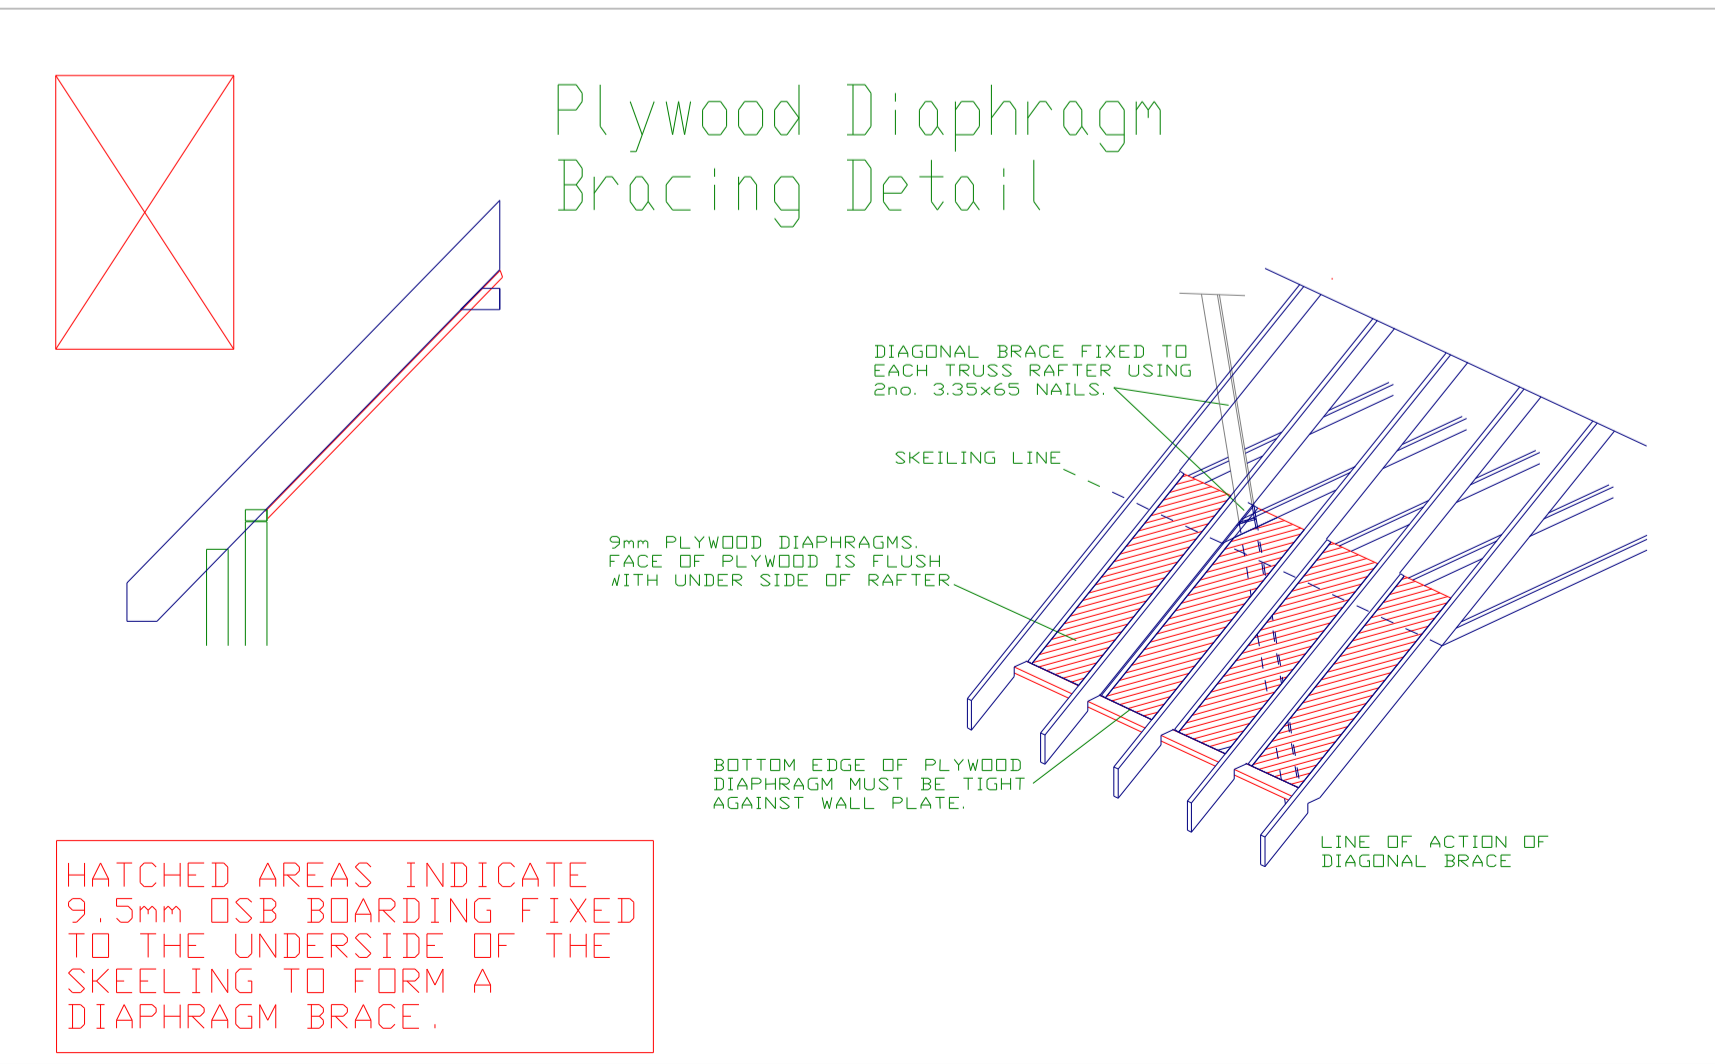 Plywood Diaphragm
Bracing Detail
DIAGONAL BRACE FIXED TO
EACH TRUSS RAFTER USING
2no. 3.35x65 NAILS.
SKEILING LINE
9mm PLYWOOD DIAPHRAGMS.
FACE OF PLYWOOD IS FLUSH
WITH UNDER SIDE OF RAFTER
BOTTOM EDGE OF PLYWOOD
DIAPHRAGM MUST BE TIGHT
AGAINST WALL PLATE.
LINE OF ACTION OF
DIAGONAL BRACE
HATCHED AREAS INDICATE
9.5mm OSB BOARDING FIXED
TO THE UNDERSIDE OF THE
SKEELING TO FORM A
DIAPHRAGM BRACE.